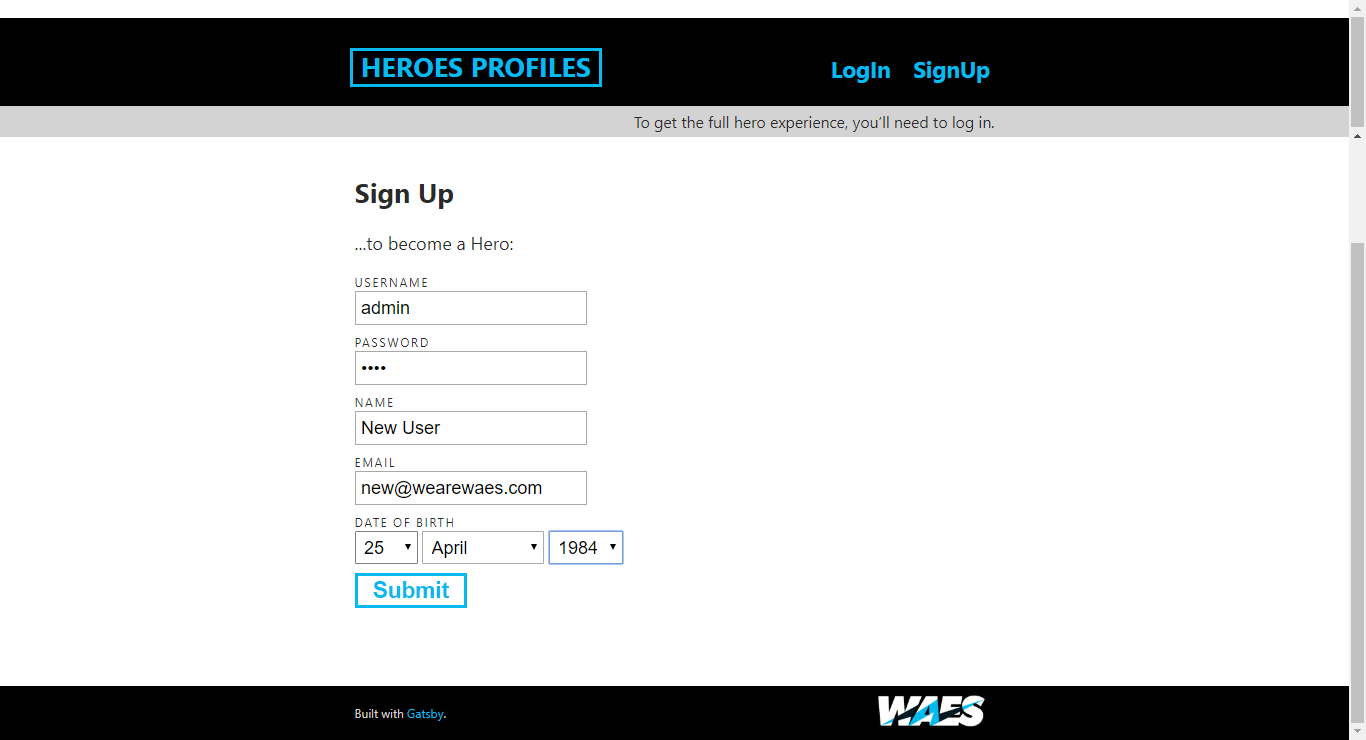 HEROES PROFILES
LogIn SignUp
To get the full hero experience, you’ll need to log in.
Sign Up
...to become a Hero:
USERNAME
admin
PASSWORD
••••
NAME
New User
EMAIL
new@wearewaes.com
DATE OF BIRTH
25 April 1984
Submit
Built with Gatsby.
WAES